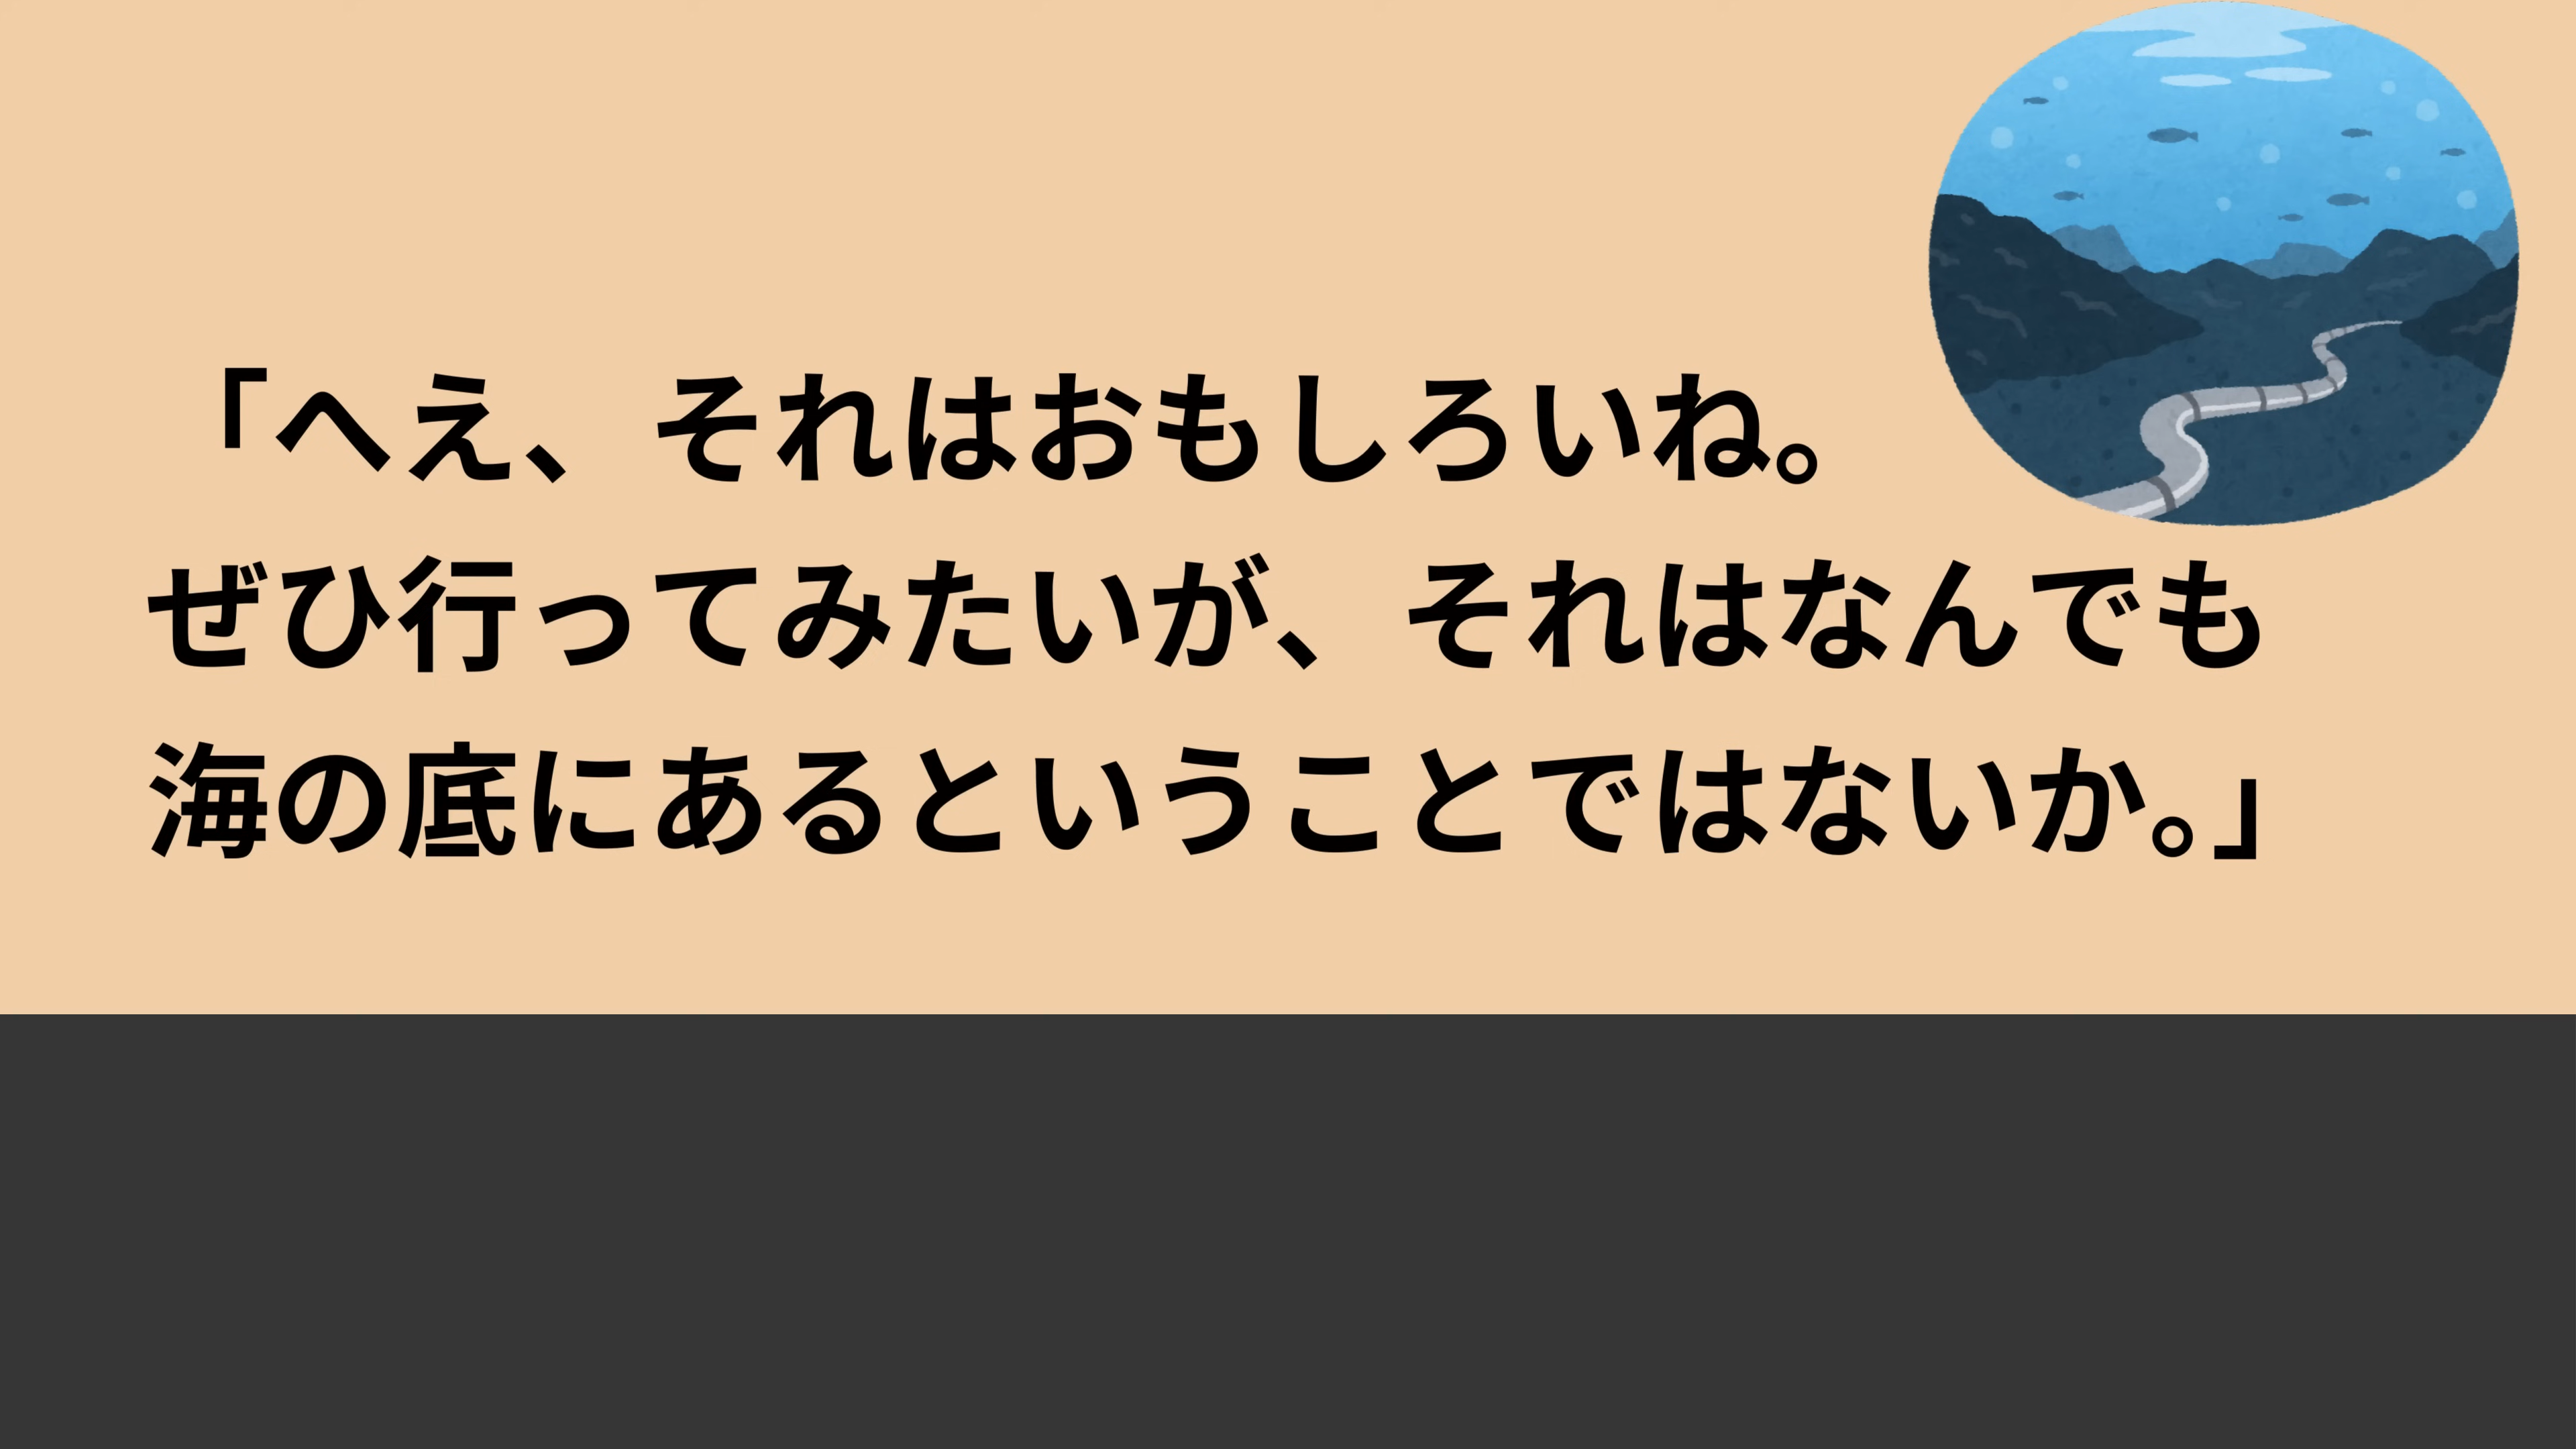 「へえ、それはおもしろいね。
ぜひ行ってみたいが、それはなんでも
海の底にあるということではないか。」